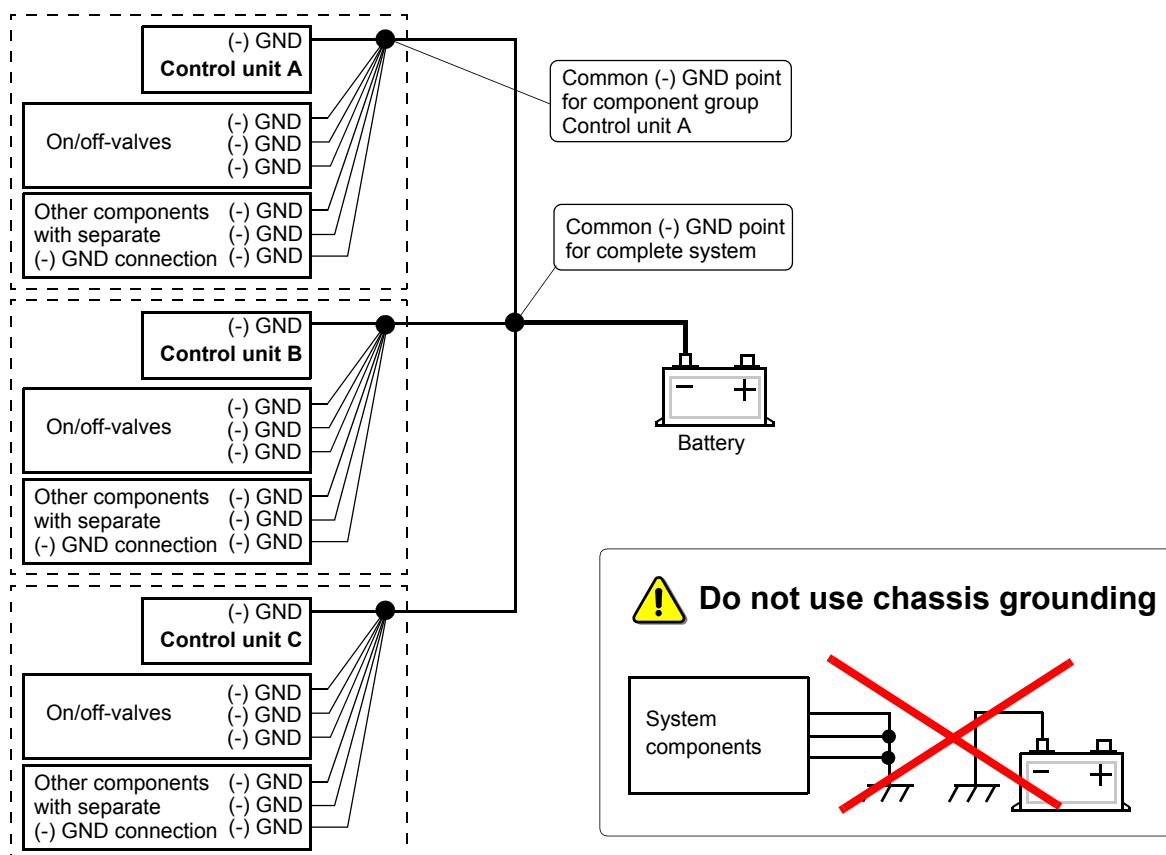 (-) GND
Control unit A
On/off-valves
(-) GND
(-) GND
(-) GND
Other components
with separate
(-) GND connection
(-) GND
(-) GND
(-) GND
Common (-) GND point
for component group
Control unit A
Common (-) GND point
for complete system
(-) GND
Control unit B
On/off-valves
(-) GND
(-) GND
(-) GND
Other components
with separate
(-) GND connection
(-) GND
(-) GND
(-) GND
− +
Battery
(-) GND
Control unit C
On/off-valves
(-) GND
(-) GND
(-) GND
Other components
with separate
(-) GND connection
(-) GND
(-) GND
(-) GND
! Do not use chassis grounding
System
components
− +